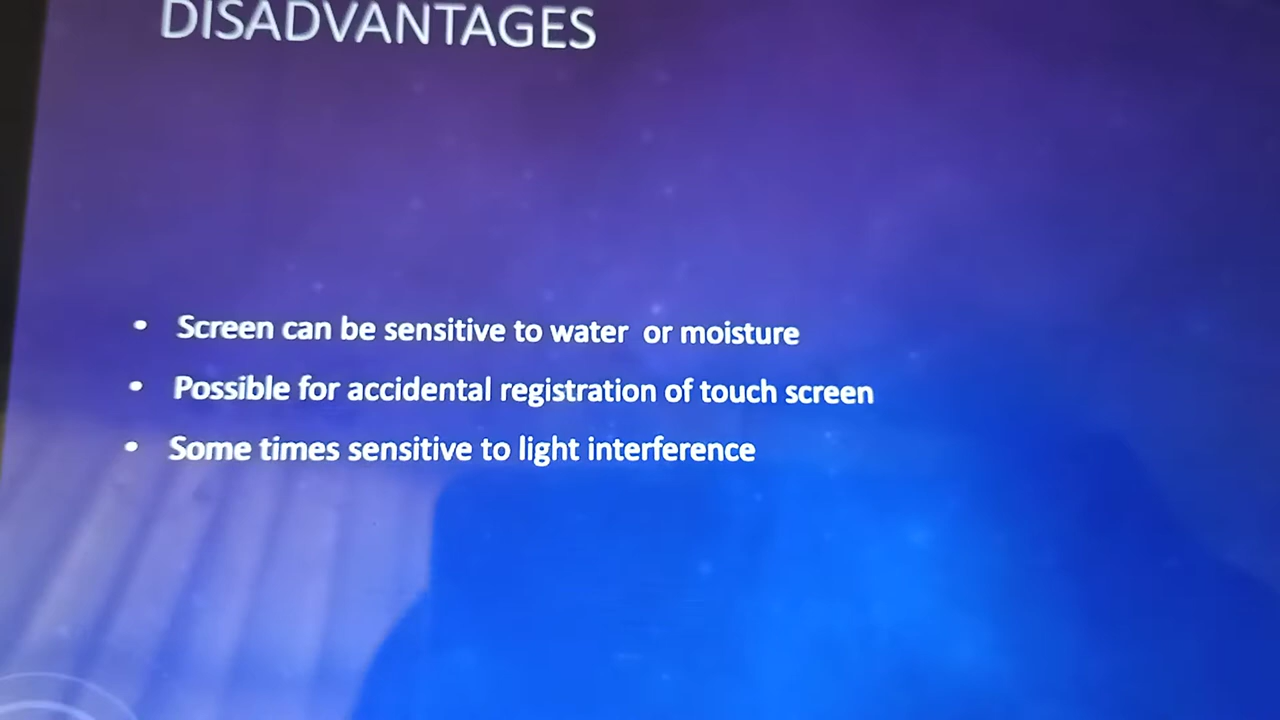 DISADVANTAGES
• Screen can be sensitive to water or moisture
• Possible for accidental registration of touch screen
• Some times sensitive to light interference